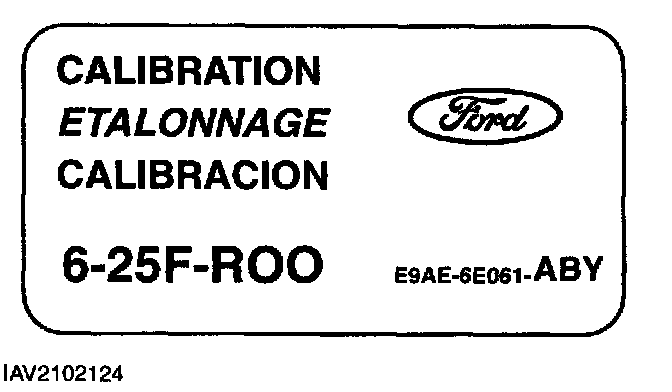 CALIBRATION
ETALONNAGE
CALIBRACION
Ford
6-25F-ROO
E9AE-6E061-ABY
IAV2102124